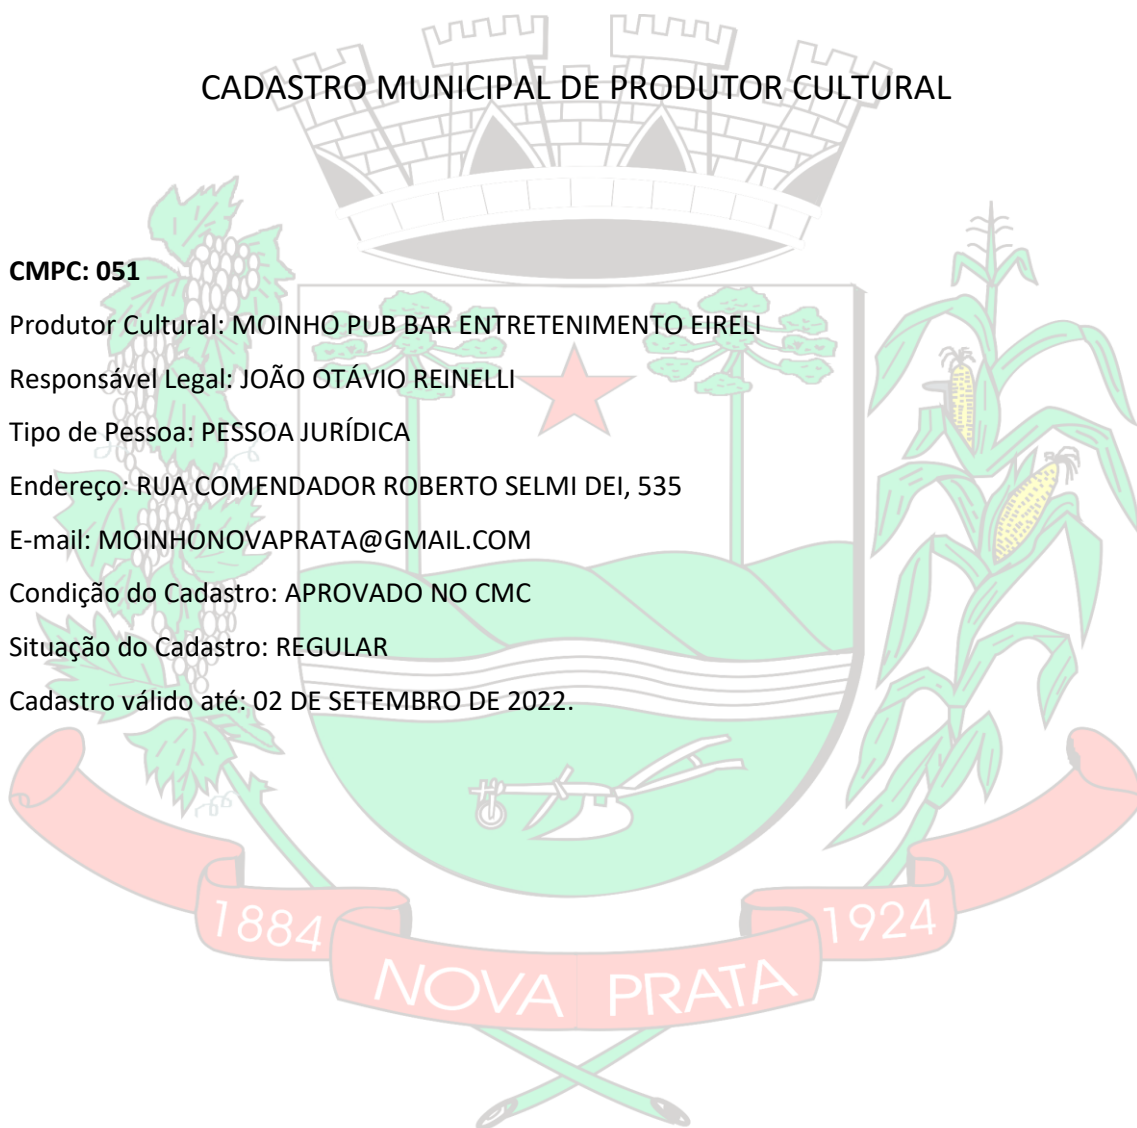 CADASTRO MUNICIPAL DE PRODUTOR CULTURAL
CMPC: 051
Produtor Cultural: MOINHO PUB BAR ENTRETENIMENTO EIRELI
Responsável Legal: JOÃO OTÁVIO REINELLI
Tipo de Pessoa: PESSOA JURÍDICA
Endereço: RUA COMENDADOR ROBERTO SELMI DEI, 535
E-mail: MOINHONOVAPRATA@GMAIL.COM
Condição do Cadastro: APROVADO NO CMC
Situação do Cadastro: REGULAR
Cadastro válido até: 02 DE SETEMBRO DE 2022.
1884
NOVA PRATA
1924